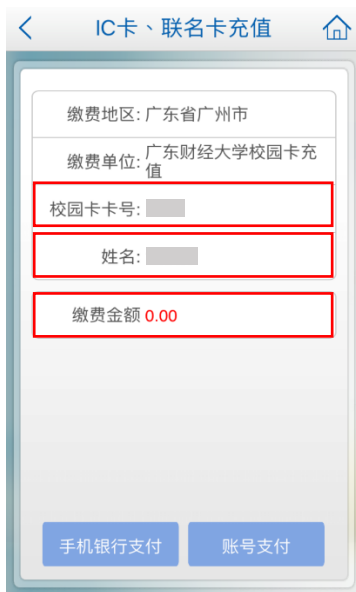 IC卡、联名卡充值
缴费地区:广东省广州市
缴费单位:广东财经大学校园卡充
值
校园卡卡号:
姓名:
缴费金额 0.00
手机银行支付 账号支付